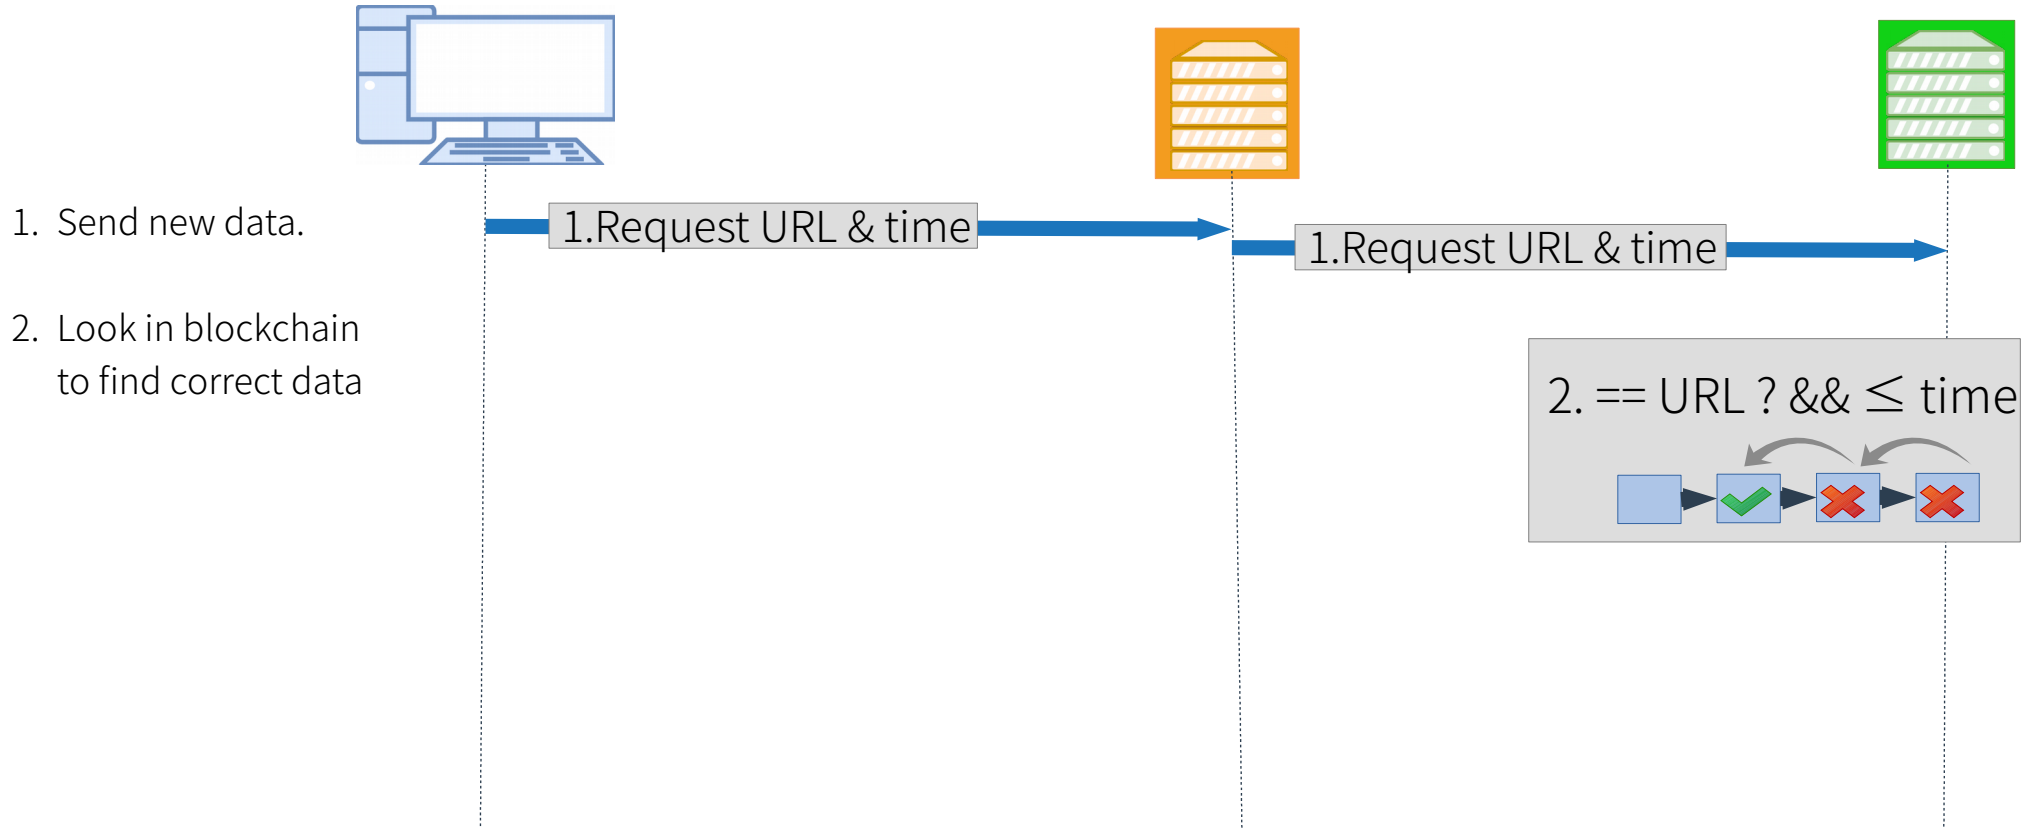 1. Send new data.
1.Request URL & time
1.Request URL & time
2. Look in blockchain
to find correct data
2. == URL ? && ≤ time